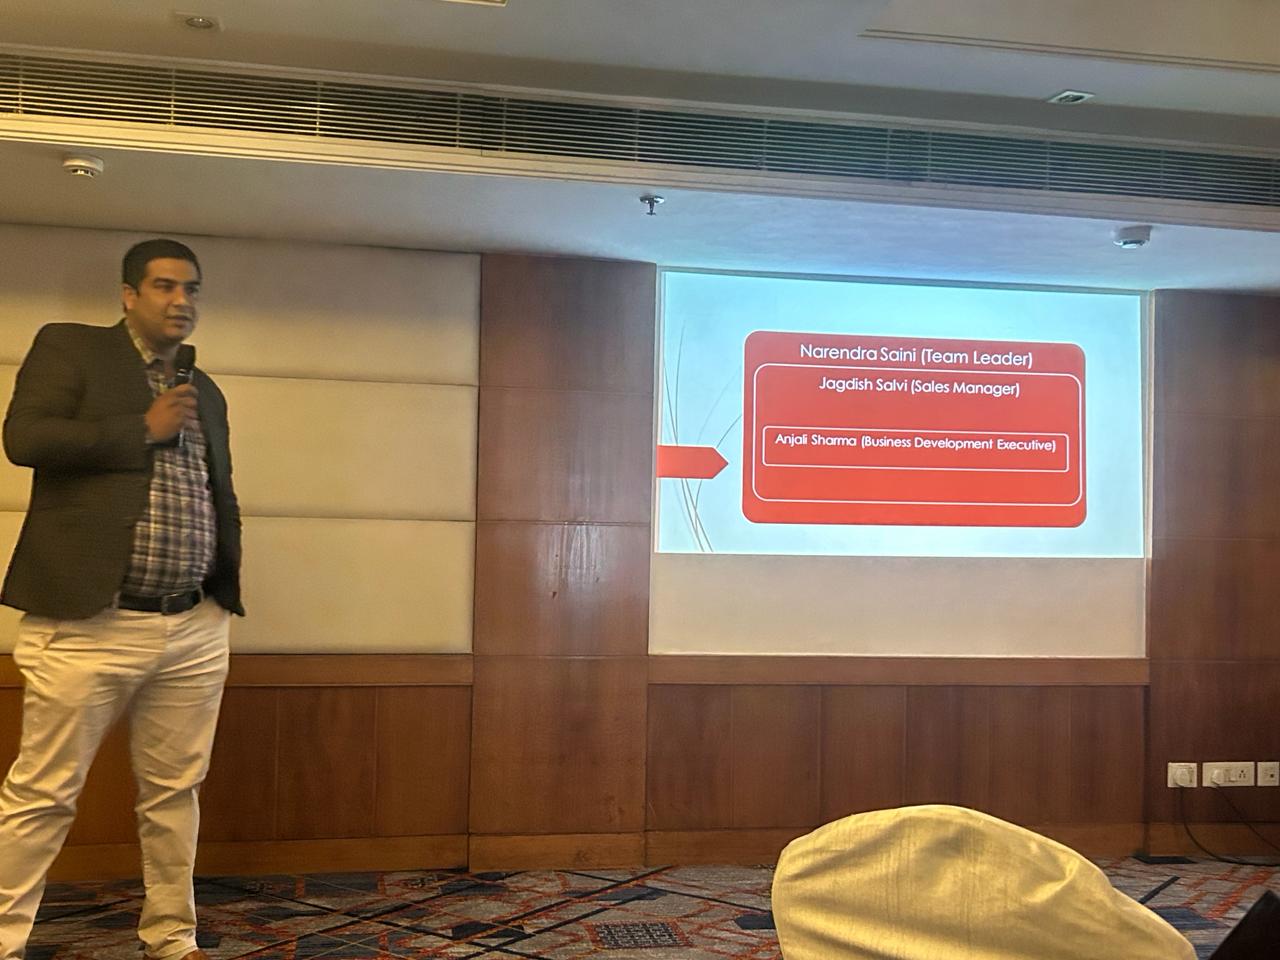 Narendra Saini (Team Leader)
Jagdish Salvi (Sales Manager)
Anjali Sharma (Business Development Executive)